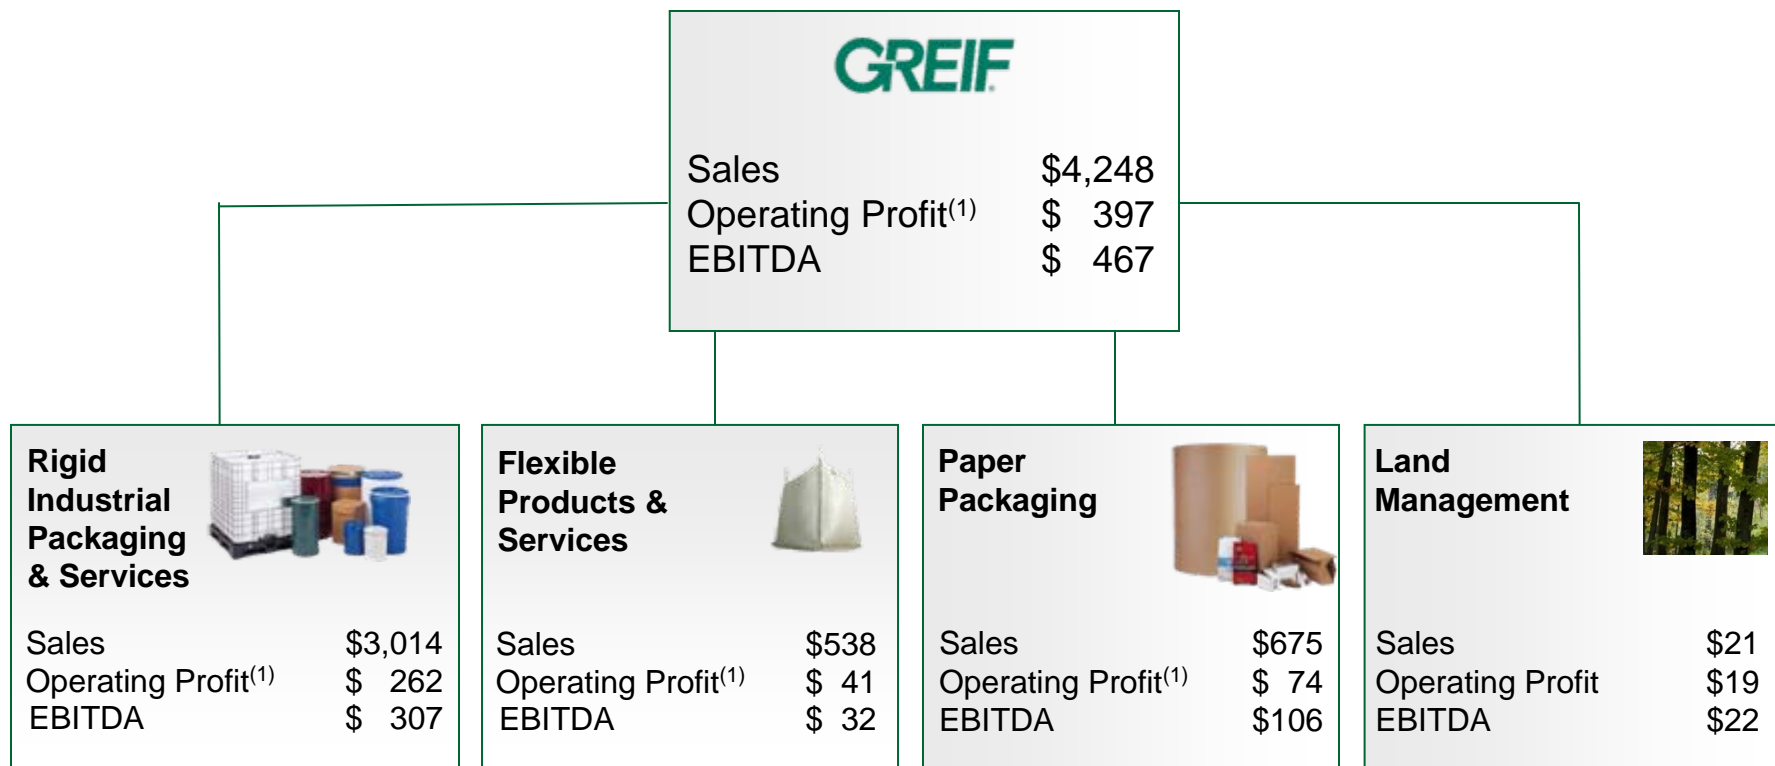 GREIF
Sales $4,248
Operating Profit(1) $ 397
EBITDA $ 467
Rigid
Industrial
Packaging
& Services
Sales $3,014
Operating Profit(1) $ 262
EBITDA $ 307
Flexible
Products &
Services
Sales $538
Operating Profit(1) $ 41
EBITDA $ 32
Paper
Packaging
Sales $675
Operating Profit(1) $ 74
EBITDA $106
Land
Management
Sales $21
Operating Profit $19
EBITDA $22